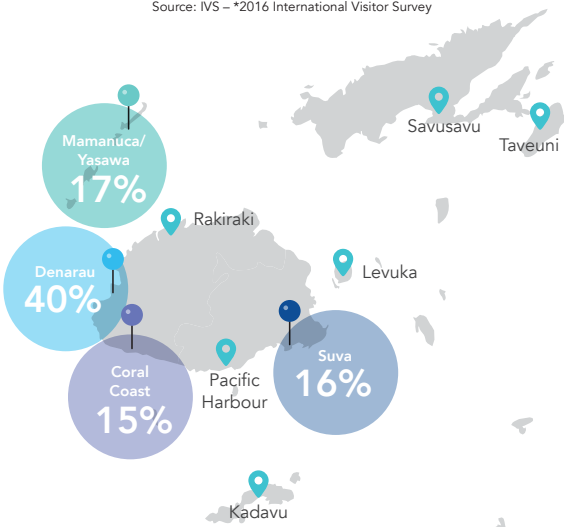 Source: IVS – *2016 International Visitor Survey
Savusavu
Taveuni
Mamanuca/
Yasawa
17%
Rakiraki
Denarau
40%
Levuka
Coral
Coast
15%
Pacific
Harbour
Suva
16%
Kadavu